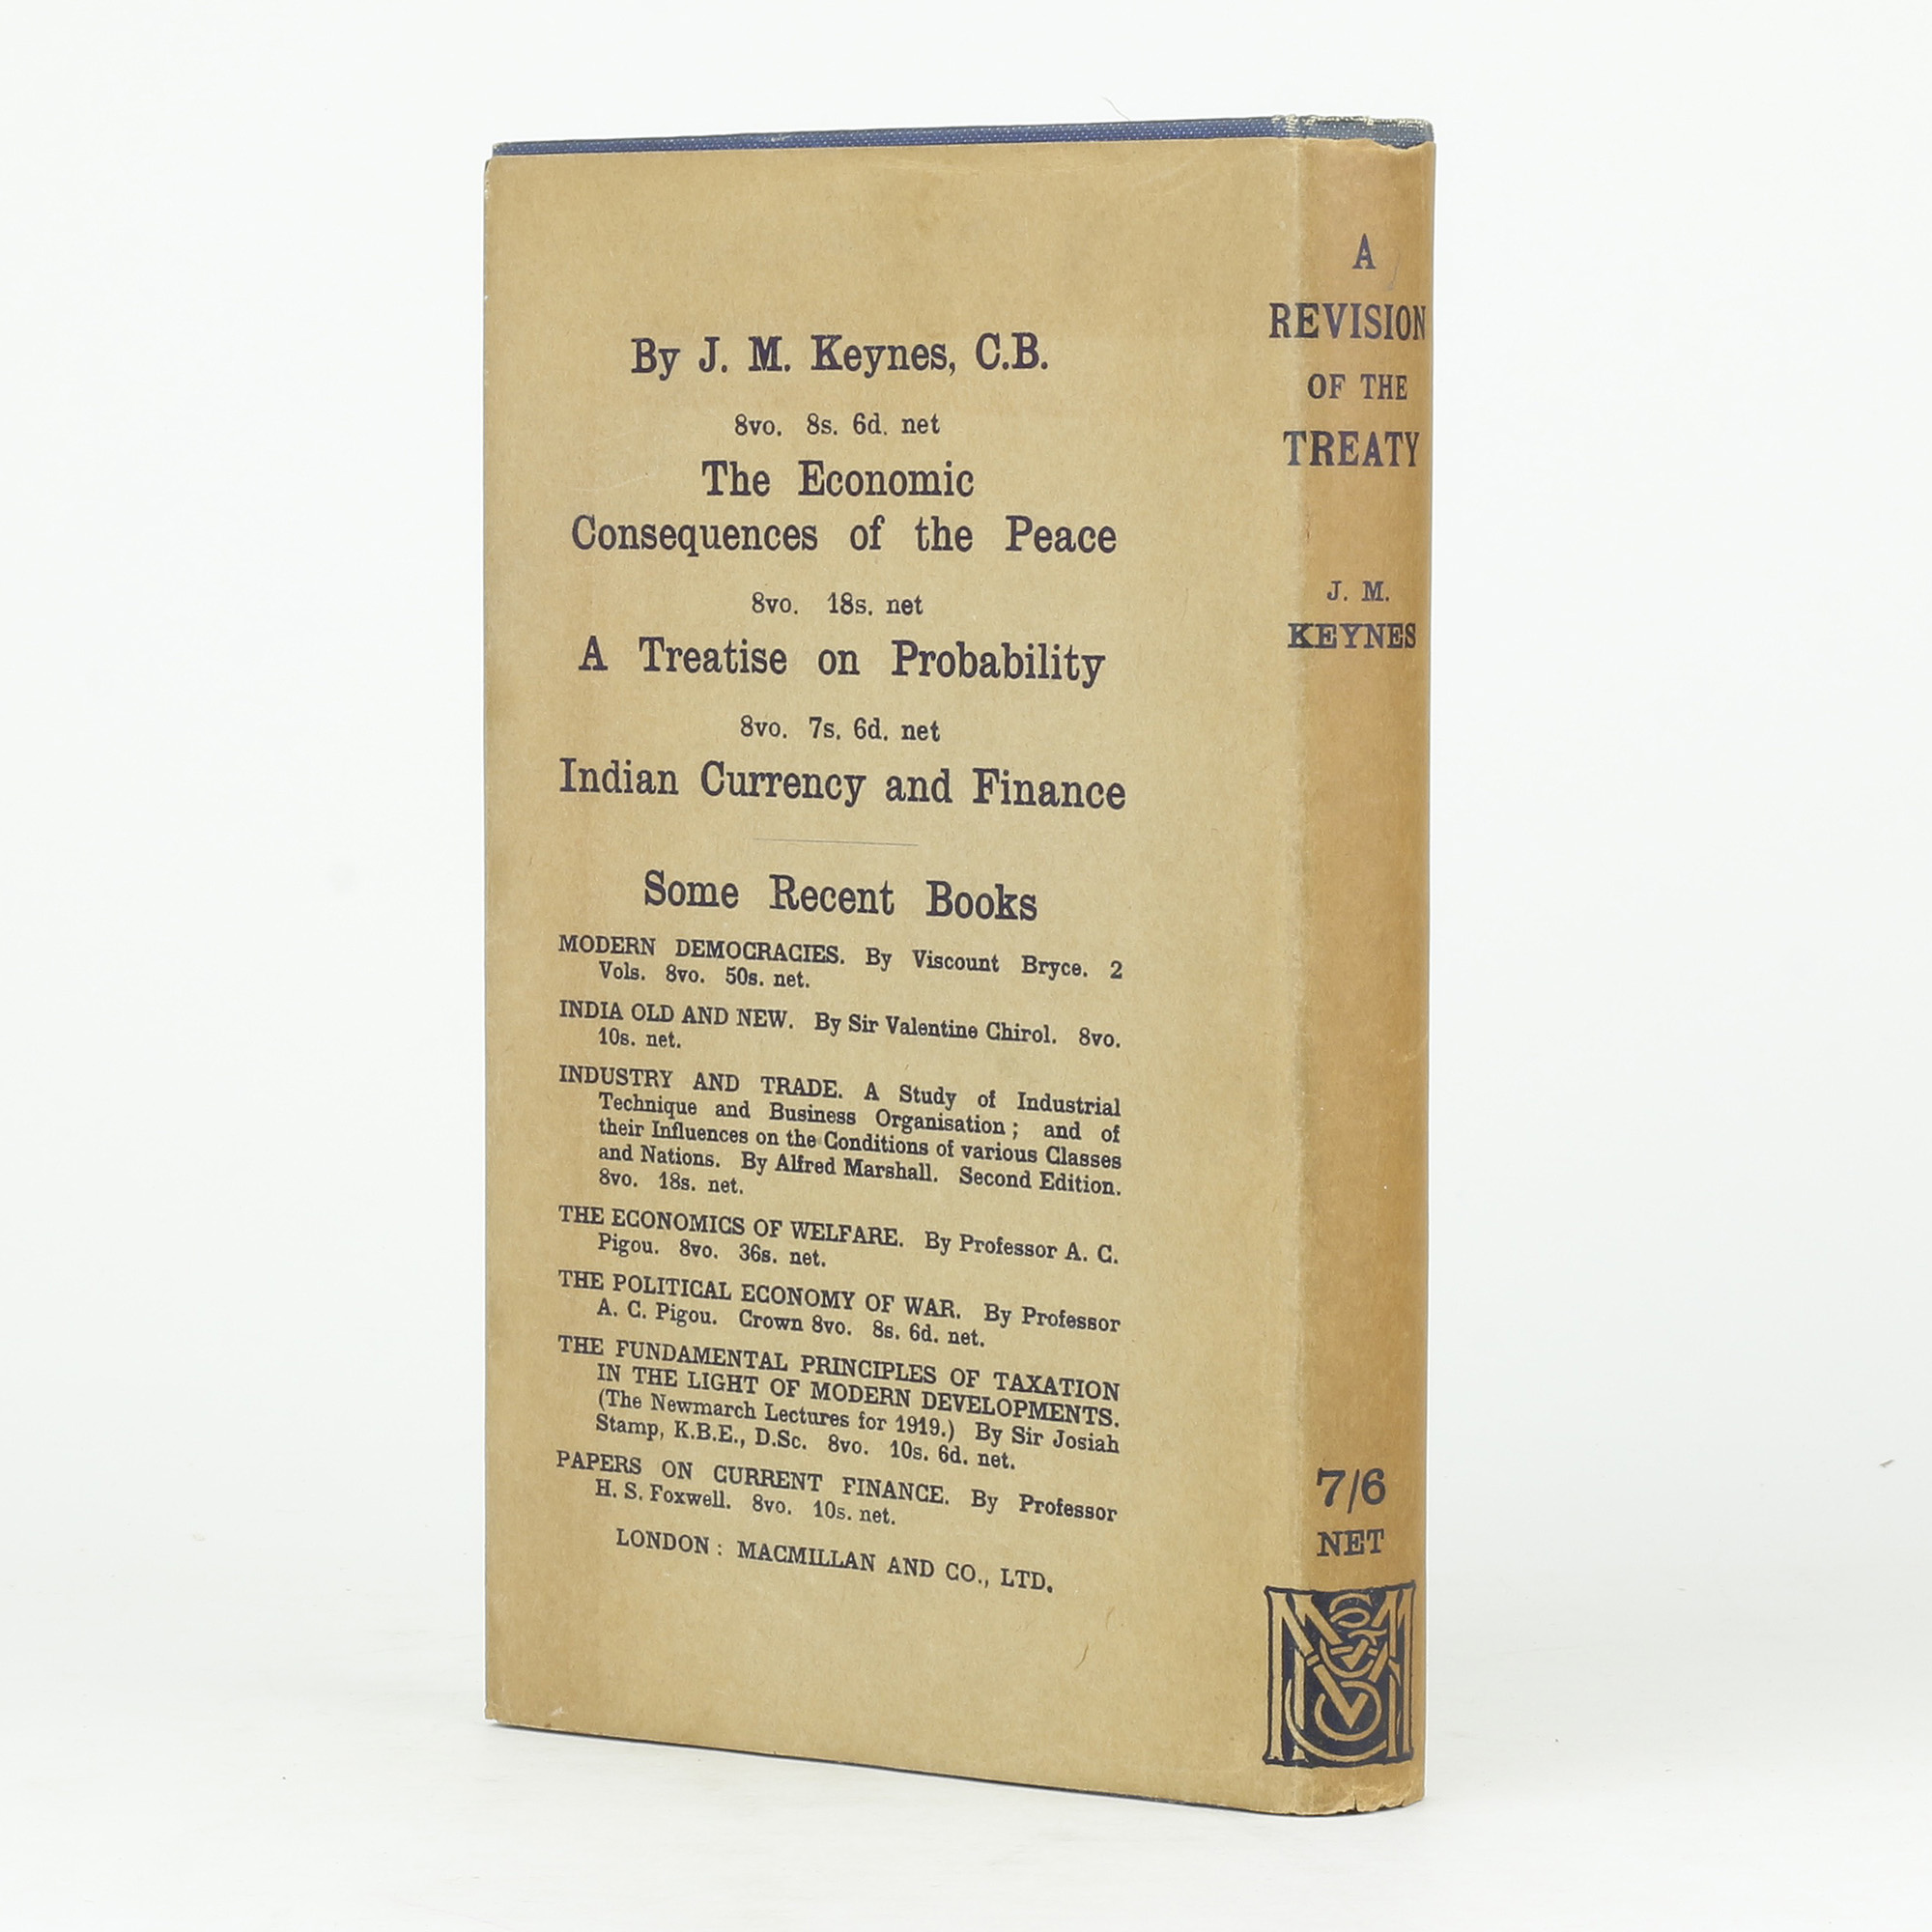 By J. M. Keynes, C.B.
8vo. 8s. 6d. net
The Economic
Consequences of the Peace
8vo. 18s. net
A Treatise on Probability
8vo. 7s. 6d. net
Indian Currency and Finance
Some Recent Books
MODERN DEMOCRACIES. By Viscount Bryce. 2
Vols. 8vo. 50s. net.
INDIA OLD AND NEW. By Sir Valentine Chirol. 8vo.
10s. net.
INDUSTRY AND TRADE. A Study of Industrial
Technique and Business Organisation; and of
their Influences on the Conditions of various Classes
and Nations. By Alfred Marshall. Second Edition.
8vo. 18s. net.
THE ECONOMICS OF WELFARE. By Professor A. C.
Pigou. 8vo. 36s. net.
THE POLITICAL ECONOMY OF WAR. By Professor
A. C. Pigou. Crown 8vo. 8s. 6d. net.
THE FUNDAMENTAL PRINCIPLES OF TAXATION
IN THE LIGHT OF MODERN DEVELOPMENTS.
(The Newmarch Lectures for 1919.) By Sir Josiah
Stamp, K.B.E., D.Sc. 8vo. 10s. 6d. net.
PAPERS ON CURRENT FINANCE. By Professor
H. S. Foxwell. 8vo. 10s. net.
LONDON: MACMILLAN AND CO., LTD.
A
REVISION
OF THE
TREATY
J. M.
KEYNES
7/6
NET